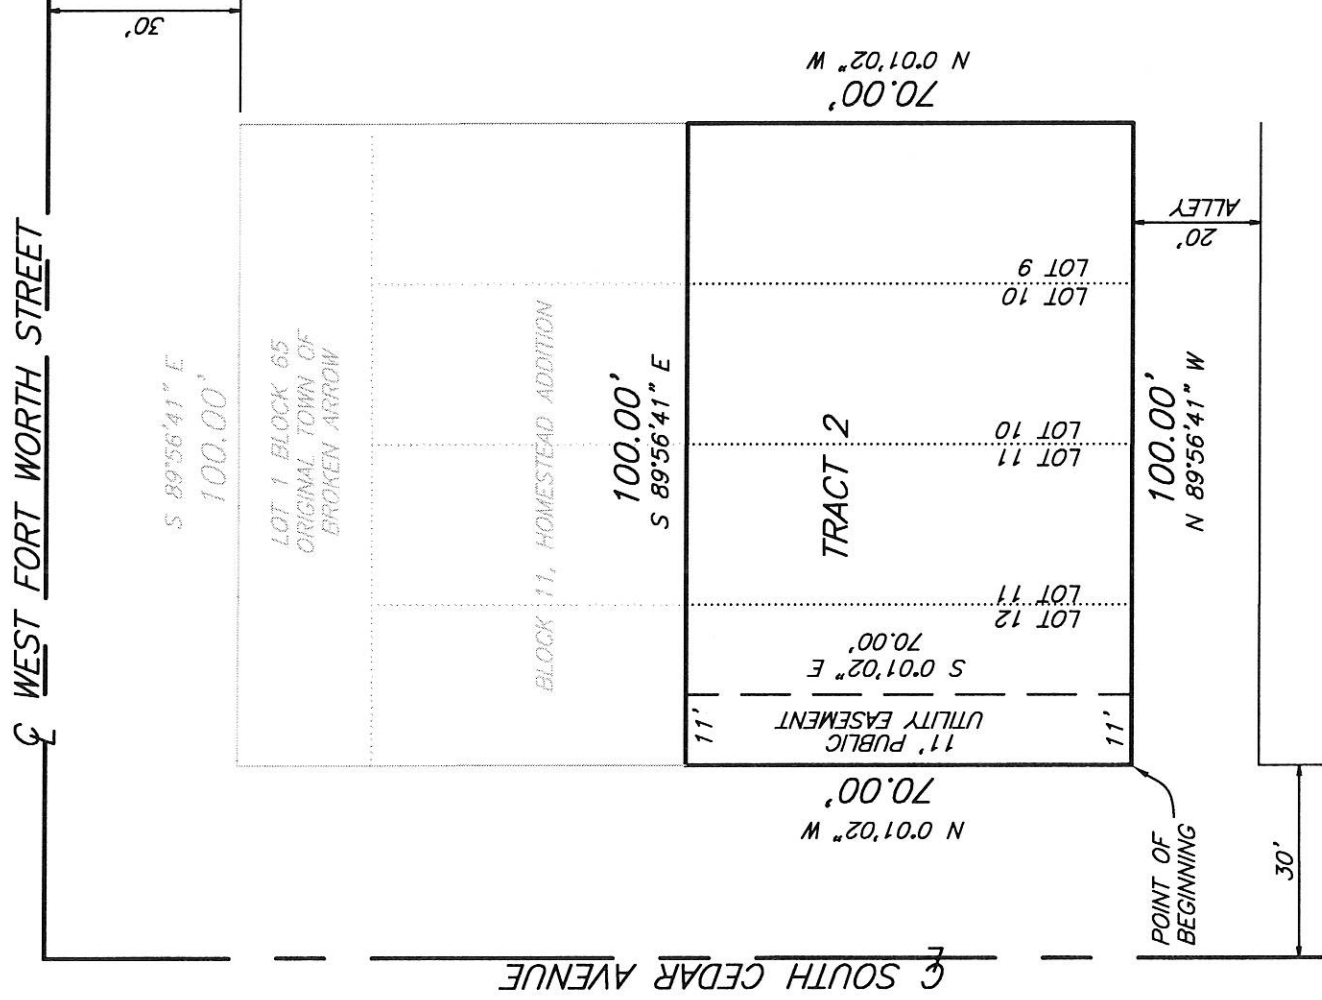 30'
℄ WEST FORT WORTH STREET
N 0°01'02" W
70.00'
S 89°56'41" E
100.00'
LOT 1 BLOCK 65
ORIGINAL TOWN OF
BROKEN ARROW
BLOCK 11, HOMESTEAD ADDITION
100.00'
S 89°56'41" E
TRACT 2
LOT 9
LOT 10
LOT 10
LOT 11
LOT 11
LOT 12
S 0°01'02" E
70.00'
11' PUBLIC
UTILITY EASEMENT
11'
11'
20'
ALLEY
100.00'
N 89°56'41" W
70.00'
N 0°01'02" W
POINT OF
BEGINNING
30'
℄ SOUTH CEDAR AVENUE